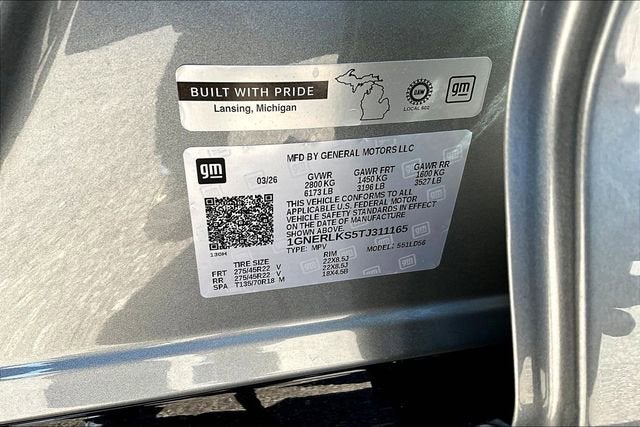 BUILT WITH PRIDE
Lansing, Michigan
UAW
LOCAL 602
gm
gm
MFD BY GENERAL MOTORS LLC
03/26 GVWR GAWR FRT GAWR RR
2800 KG 1450 KG 1600 KG
6173 LB 3196 LB 3527 LB
THIS VEHICLE CONFORMS TO ALL
APPLICABLE U.S. FEDERAL MOTOR
VEHICLE SAFETY STANDARDS IN EFFECT
ON THE DATE OF MANUFACTURE
SHOWN ABOVE.
1GNERLKS5TJ311165
TYPE: MPV MODEL: 5S1LD56
TIRE SIZE RIM
FRT 275/45R22 V 22X8.5J
RR 275/45R22 V 22X8.5J
SPA T135/70R18 M 18X4.5B